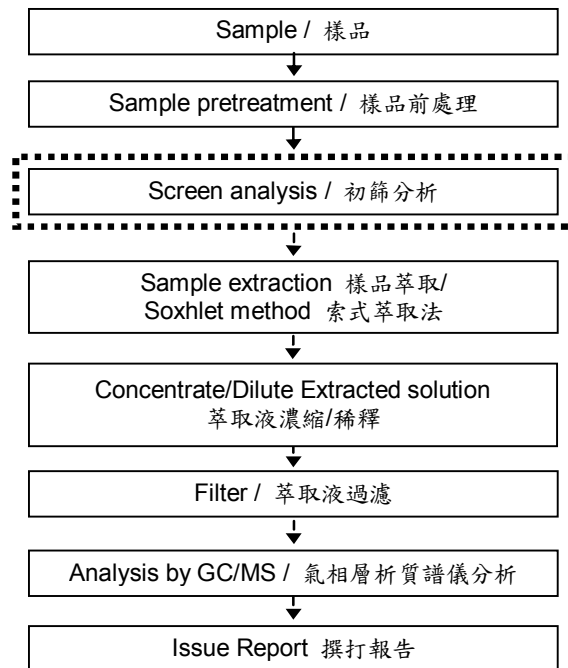 Sample / 樣品
Sample pretreatment / 樣品前處理
Screen analysis / 初篩分析
Sample extraction 樣品萃取/
Soxhlet method 索式萃取法
Concentrate/Dilute Extracted solution
萃取液濃縮/稀釋
Filter / 萃取液過濾
Analysis by GC/MS / 氣相層析質譜儀分析
Issue Report 撰打報告